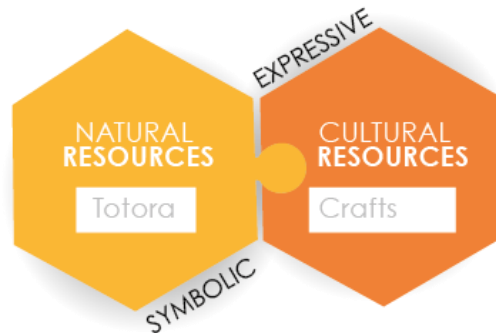 EXPRESSIVE
NATURAL
RESOURCES
Totora
CULTURAL
RESOURCES
Crafts
SYMBOLIC